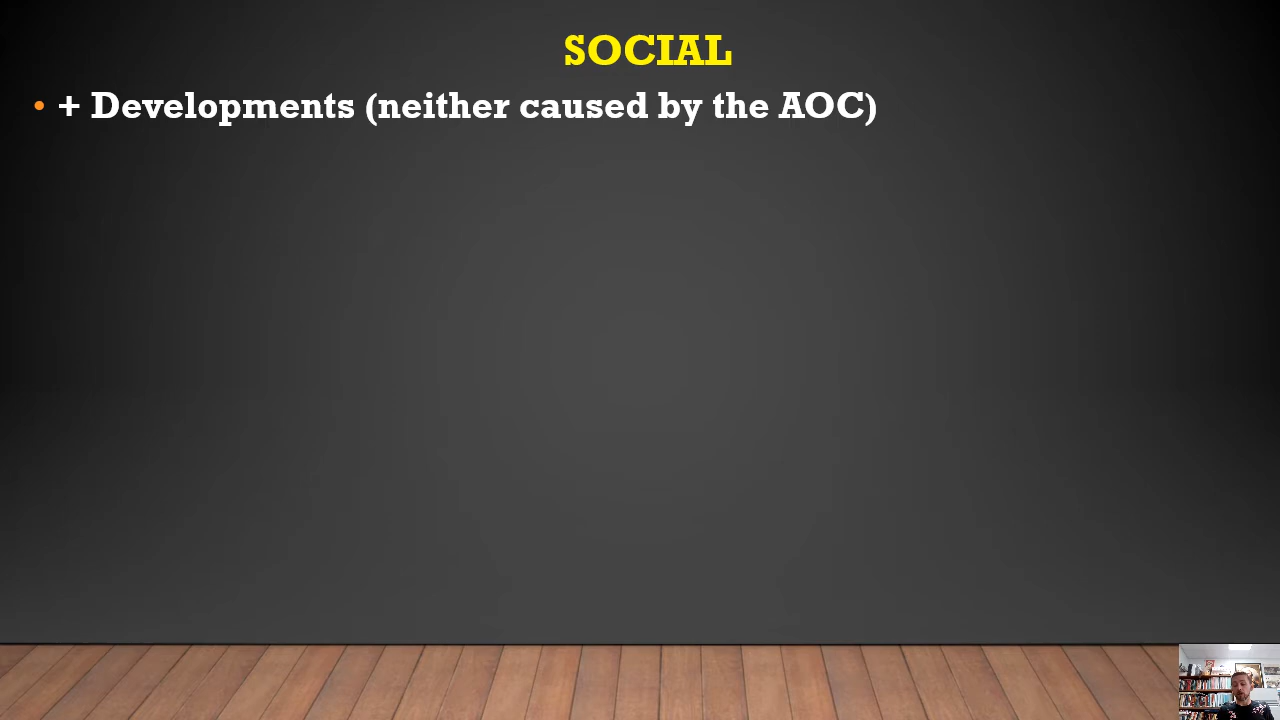 SOCIAL
• + Developments (neither caused by the AOC)